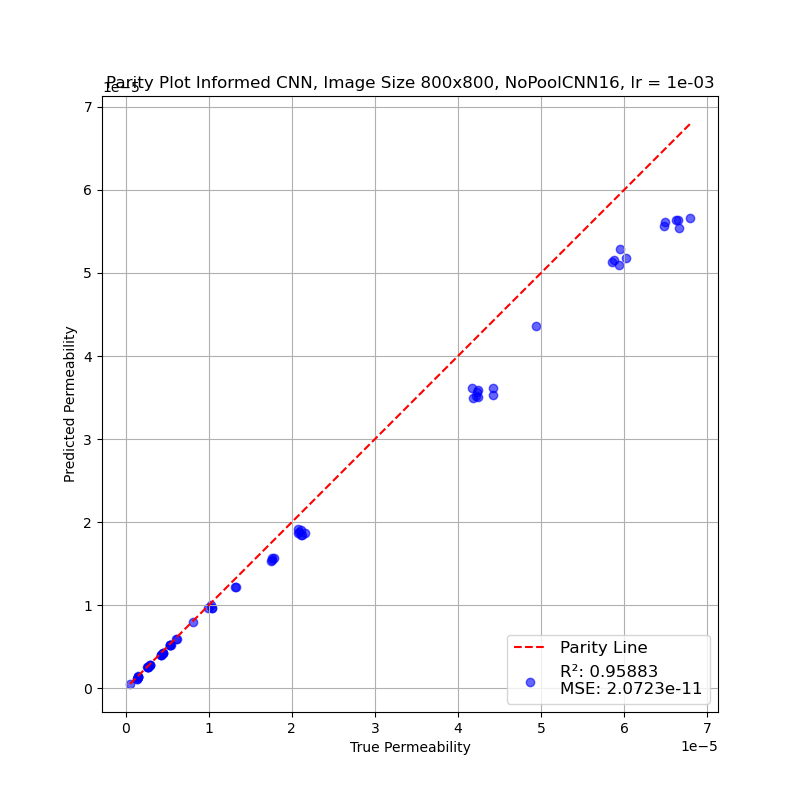 Parity Plot Informed CNN, Image Size 800x800, NoPoolCNN16, lr = 1e-03
1e−5
7
6
5
4
3
2
1
0
Predicted Permeability
Parity Line
R²: 0.95883
MSE: 2.0723e-11
0 1 2 3 4 5 6 7
1e−5
True Permeability